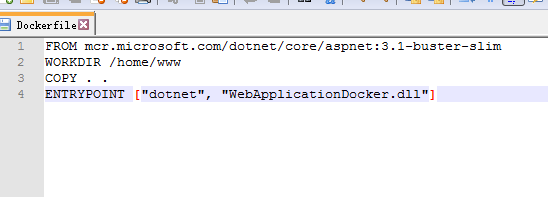 Dockerfile
1 FROM mcr.microsoft.com/dotnet/core/aspnet:3.1-buster-slim
2 WORKDIR /home/www
3 COPY . .
4 ENTRYPOINT ["dotnet", "WebApplicationDocker.dll"]